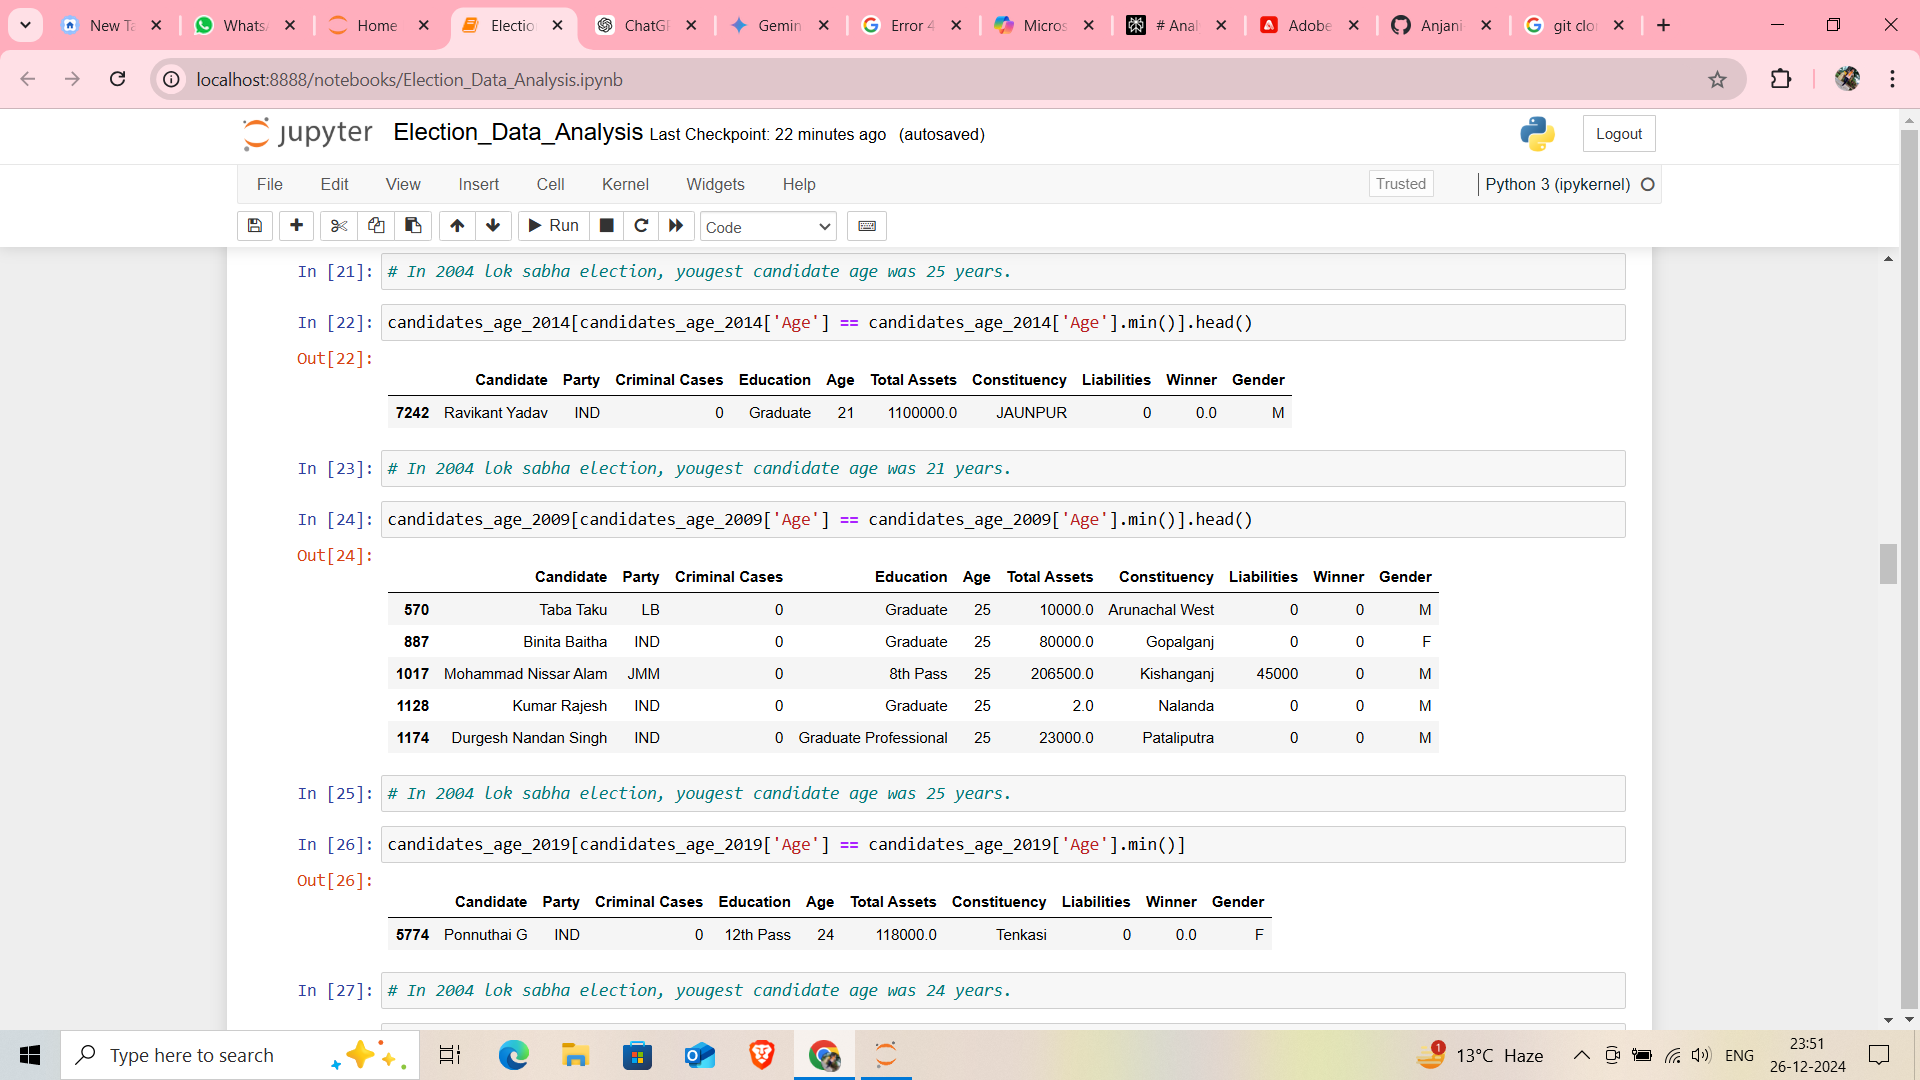 New Ta
WhatsA
Home
Electio
ChatGP
Gemin
Error 4
Micros
# Anal
Adobe
Anjani
git clo
localhost:8888/notebooks/Election_Data_Analysis.ipynb
jupyter Election_Data_Analysis Last Checkpoint: 22 minutes ago (autosaved)
Logout
File Edit View Insert Cell Kernel Widgets Help
Trusted
Python 3 (ipykernel)
Run
Code
In [21]: # In 2004 lok sabha election, yougest candidate age was 25 years.
In [22]: candidates_age_2014[candidates_age_2014['Age'] == candidates_age_2014['Age'].min()].head()
Out[22]:
Candidate Party Criminal Cases Education Age Total Assets Constituency Liabilities Winner Gender
7242 Ravikant Yadav IND 0 Graduate 21 1100000.0 JAUNPUR 0 0.0 M
In [23]: # In 2004 lok sabha election, yougest candidate age was 21 years.
In [24]: candidates_age_2009[candidates_age_2009['Age'] == candidates_age_2009['Age'].min()].head()
Out[24]:
Candidate Party Criminal Cases Education Age Total Assets Constituency Liabilities Winner Gender
570 Taba Taku LB 0 Graduate 25 10000.0 Arunachal West 0 0 M
887 Binita Baitha IND 0 Graduate 25 80000.0 Gopalganj 0 0 F
1017 Mohammad Nissar Alam JMM 0 8th Pass 25 206500.0 Kishanganj 45000 0 M
1128 Kumar Rajesh IND 0 Graduate 25 2.0 Nalanda 0 0 M
1174 Durgesh Nandan Singh IND 0 Graduate Professional 25 23000.0 Pataliputra 0 0 M
In [25]: # In 2004 lok sabha election, yougest candidate age was 25 years.
In [26]: candidates_age_2019[candidates_age_2019['Age'] == candidates_age_2019['Age'].min()]
Out[26]:
Candidate Party Criminal Cases Education Age Total Assets Constituency Liabilities Winner Gender
5774 Ponnuthai G IND 0 12th Pass 24 118000.0 Tenkasi 0 0.0 F
In [27]: # In 2004 lok sabha election, yougest candidate age was 24 years.
Type here to search
1
13°C Haze
ENG
23:51
26-12-2024